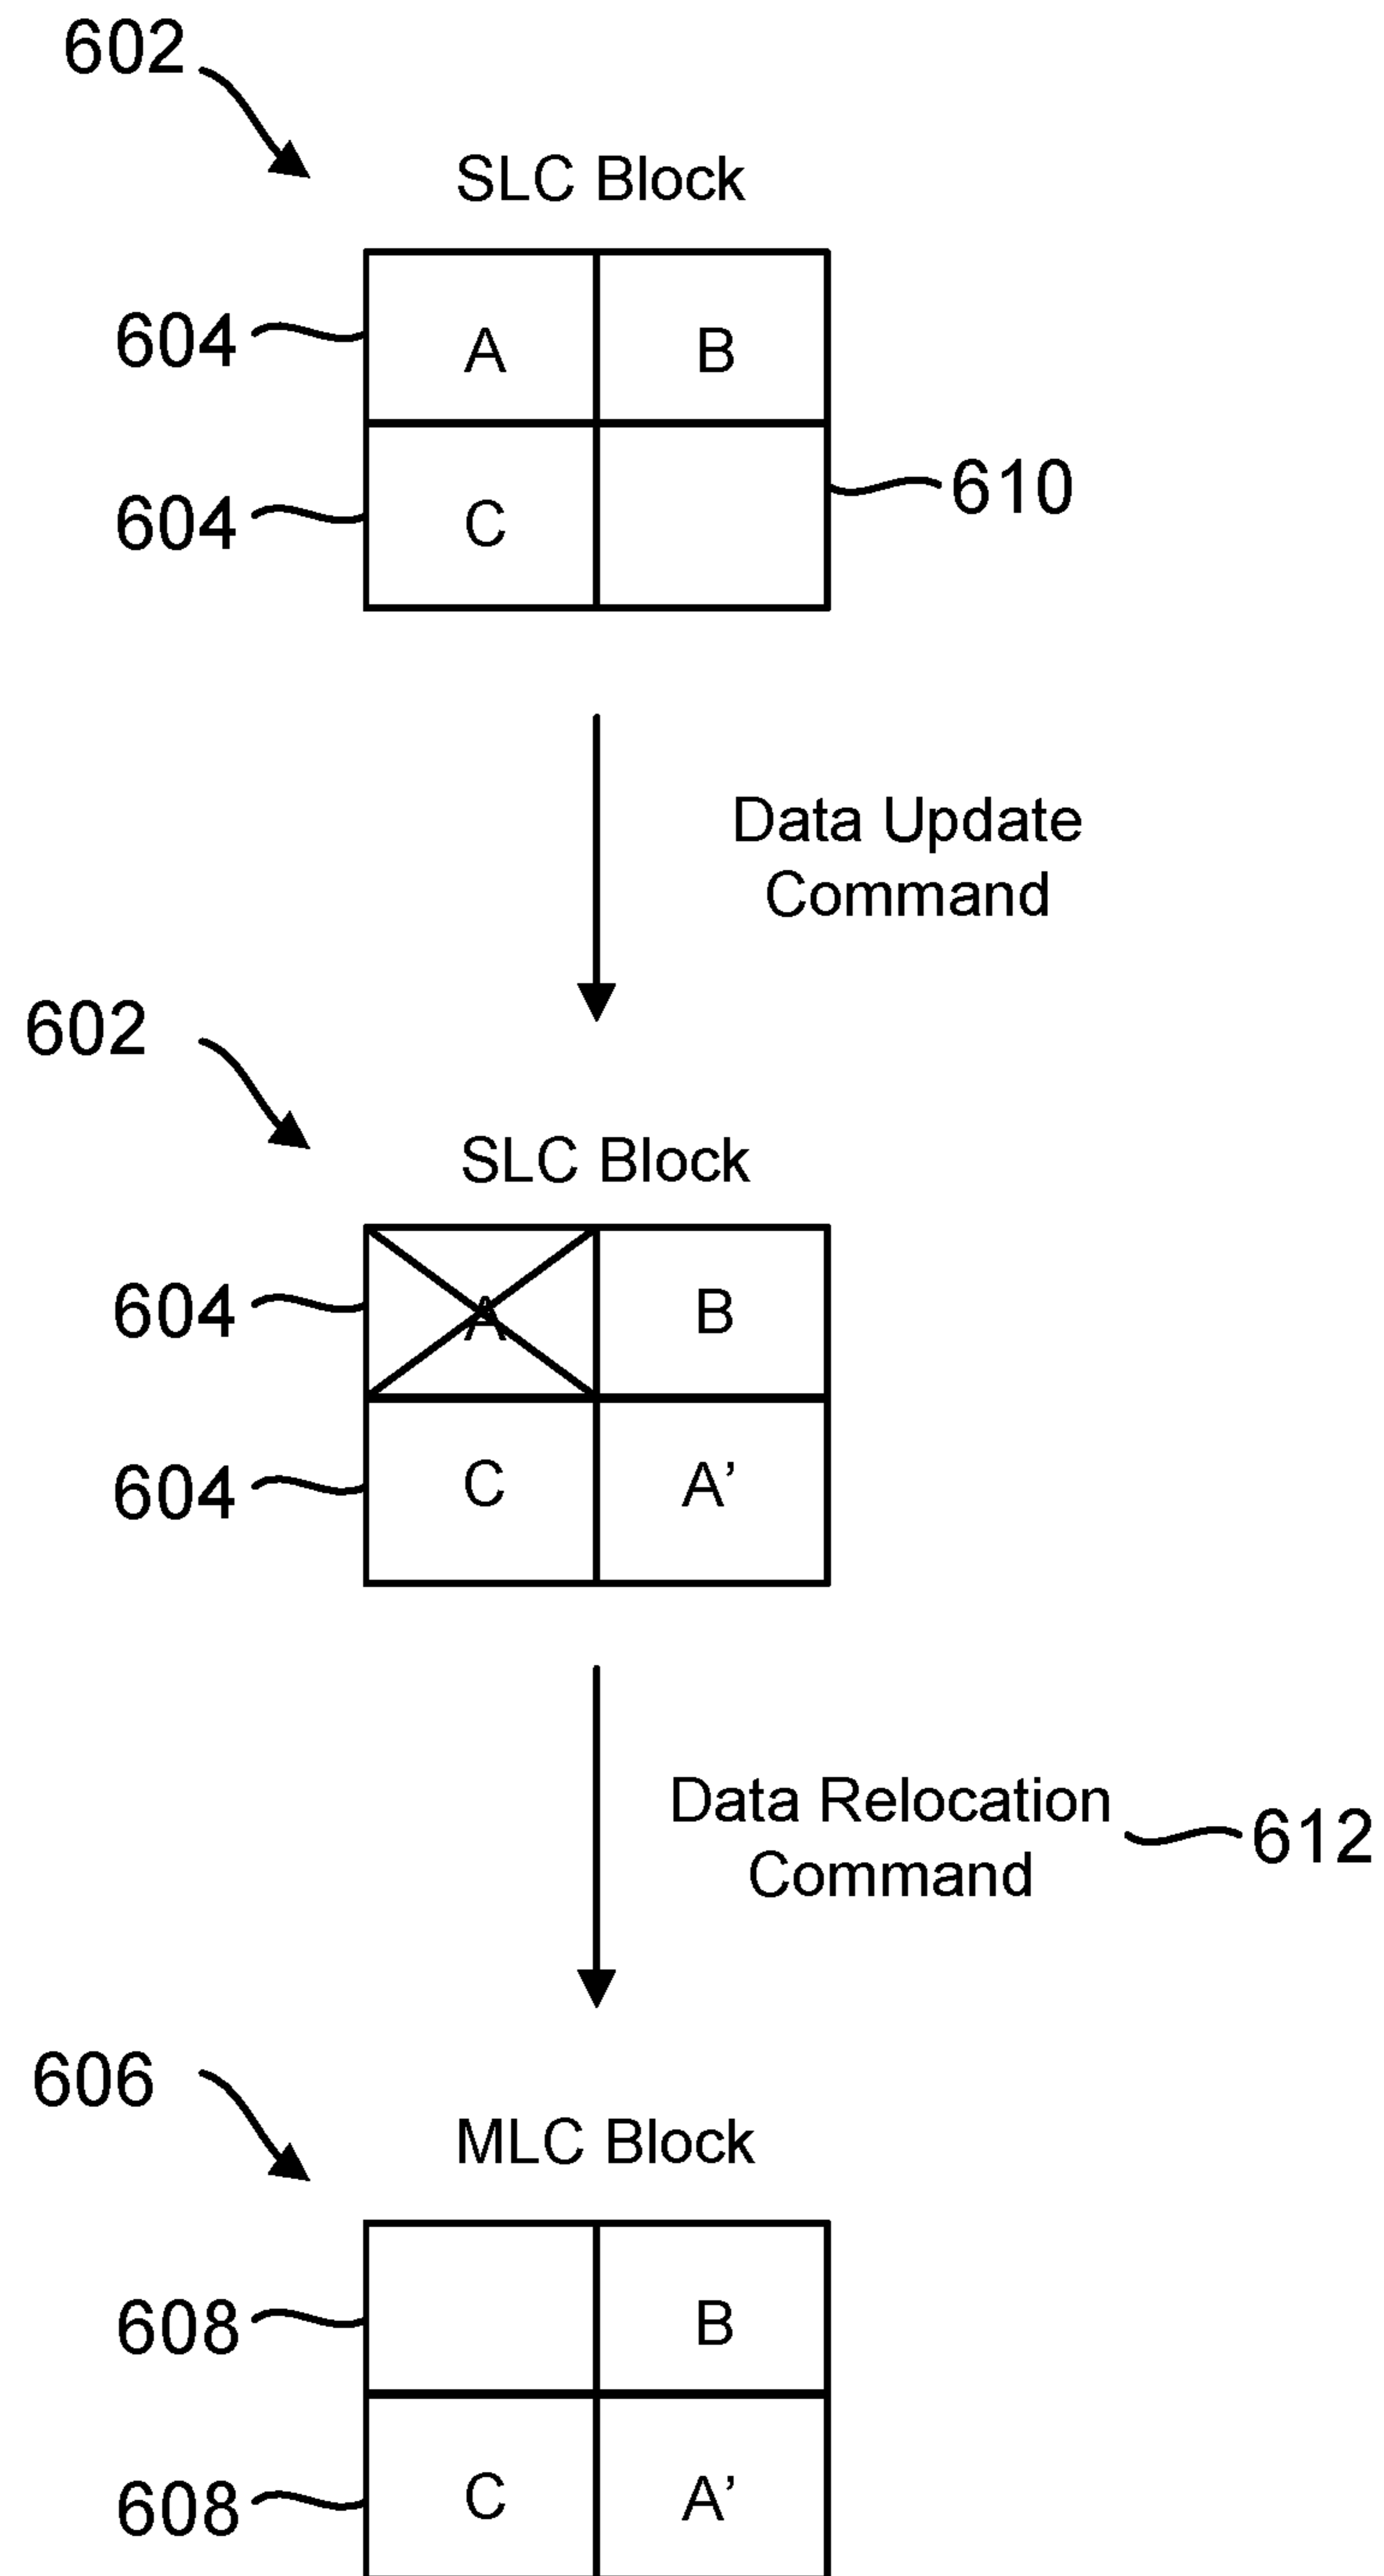 602
SLC Block
604
A
B
604
C
610
Data Update
Command
602
SLC Block
604
A
B
604
C
A’
Data Relocation
Command
612
606
MLC Block
608
B
608
C
A’